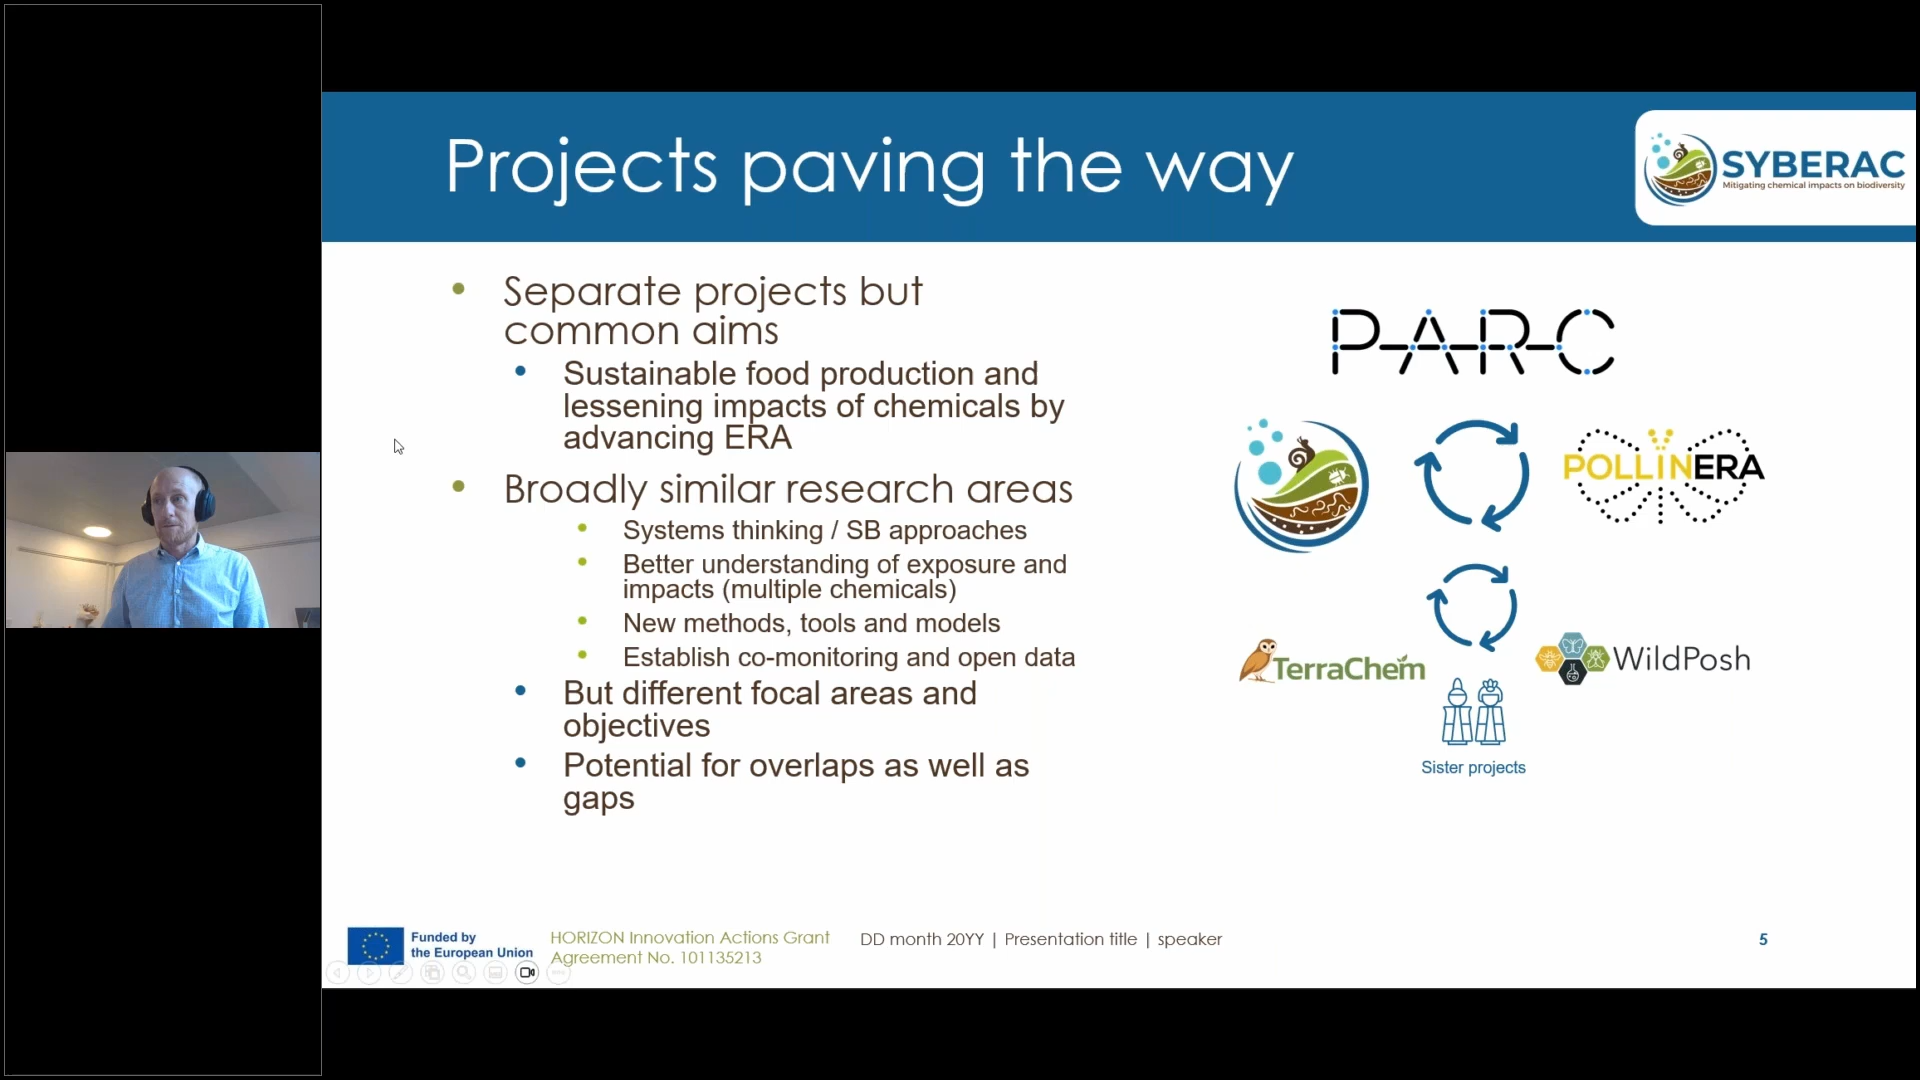 Projects paving the way
SYBERAC
Mitigating chemical impacts on biodiversity
• Separate projects but
common aims
• Sustainable food production and
lessening impacts of chemicals by
advancing ERA
• Broadly similar research areas
• Systems thinking / SB approaches
• Better understanding of exposure and
impacts (multiple chemicals)
• New methods, tools and models
• Establish co-monitoring and open data
• But different focal areas and
objectives
• Potential for overlaps as well as
gaps
PARC
POLLINERA
TerraChem
WildPosh
Sister projects
Funded by
the European Union
HORIZON Innovation Actions Grant
Agreement No. 101135213
DD month 20YY | Presentation title | speaker
5